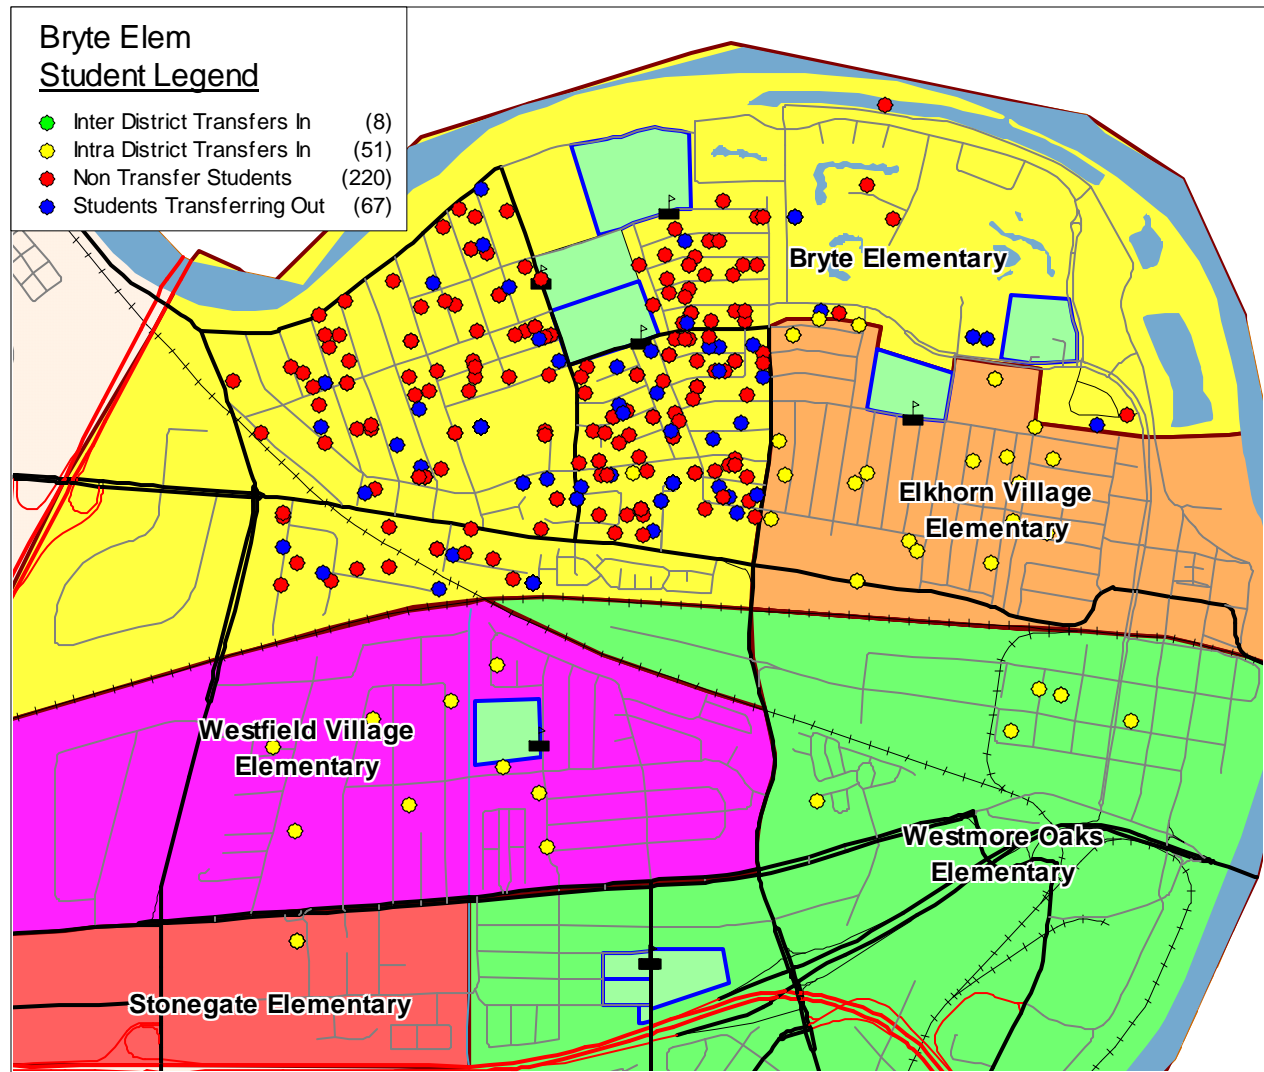 Bryte Elem
Student Legend
Inter District Transfers In (8)
Intra District Transfers In (51)
Non Transfer Students (220)
Students Transferring Out (67)
Bryte Elementary
Elkhorn Village
Elementary
Westfield Village
Elementary
Westmore Oaks
Elementary
Stonegate Elementary